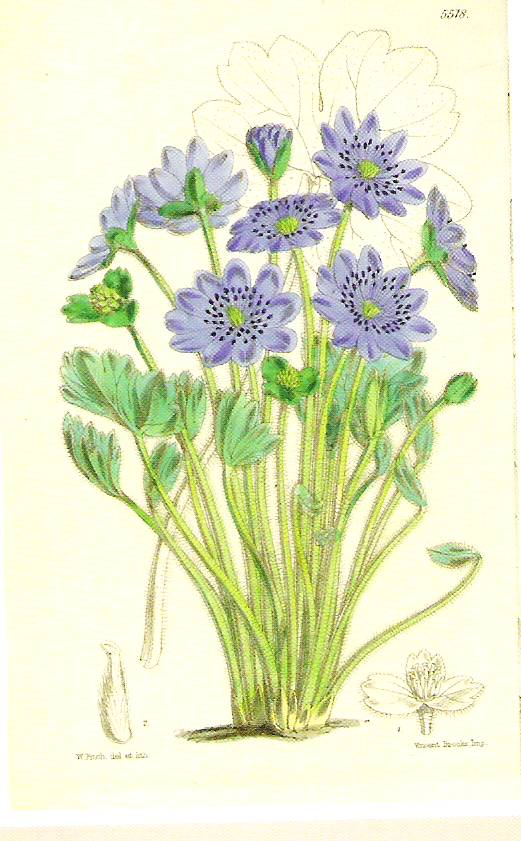 5518.
W. Fitch, del et lith.
Vincent Brooks, Imp.